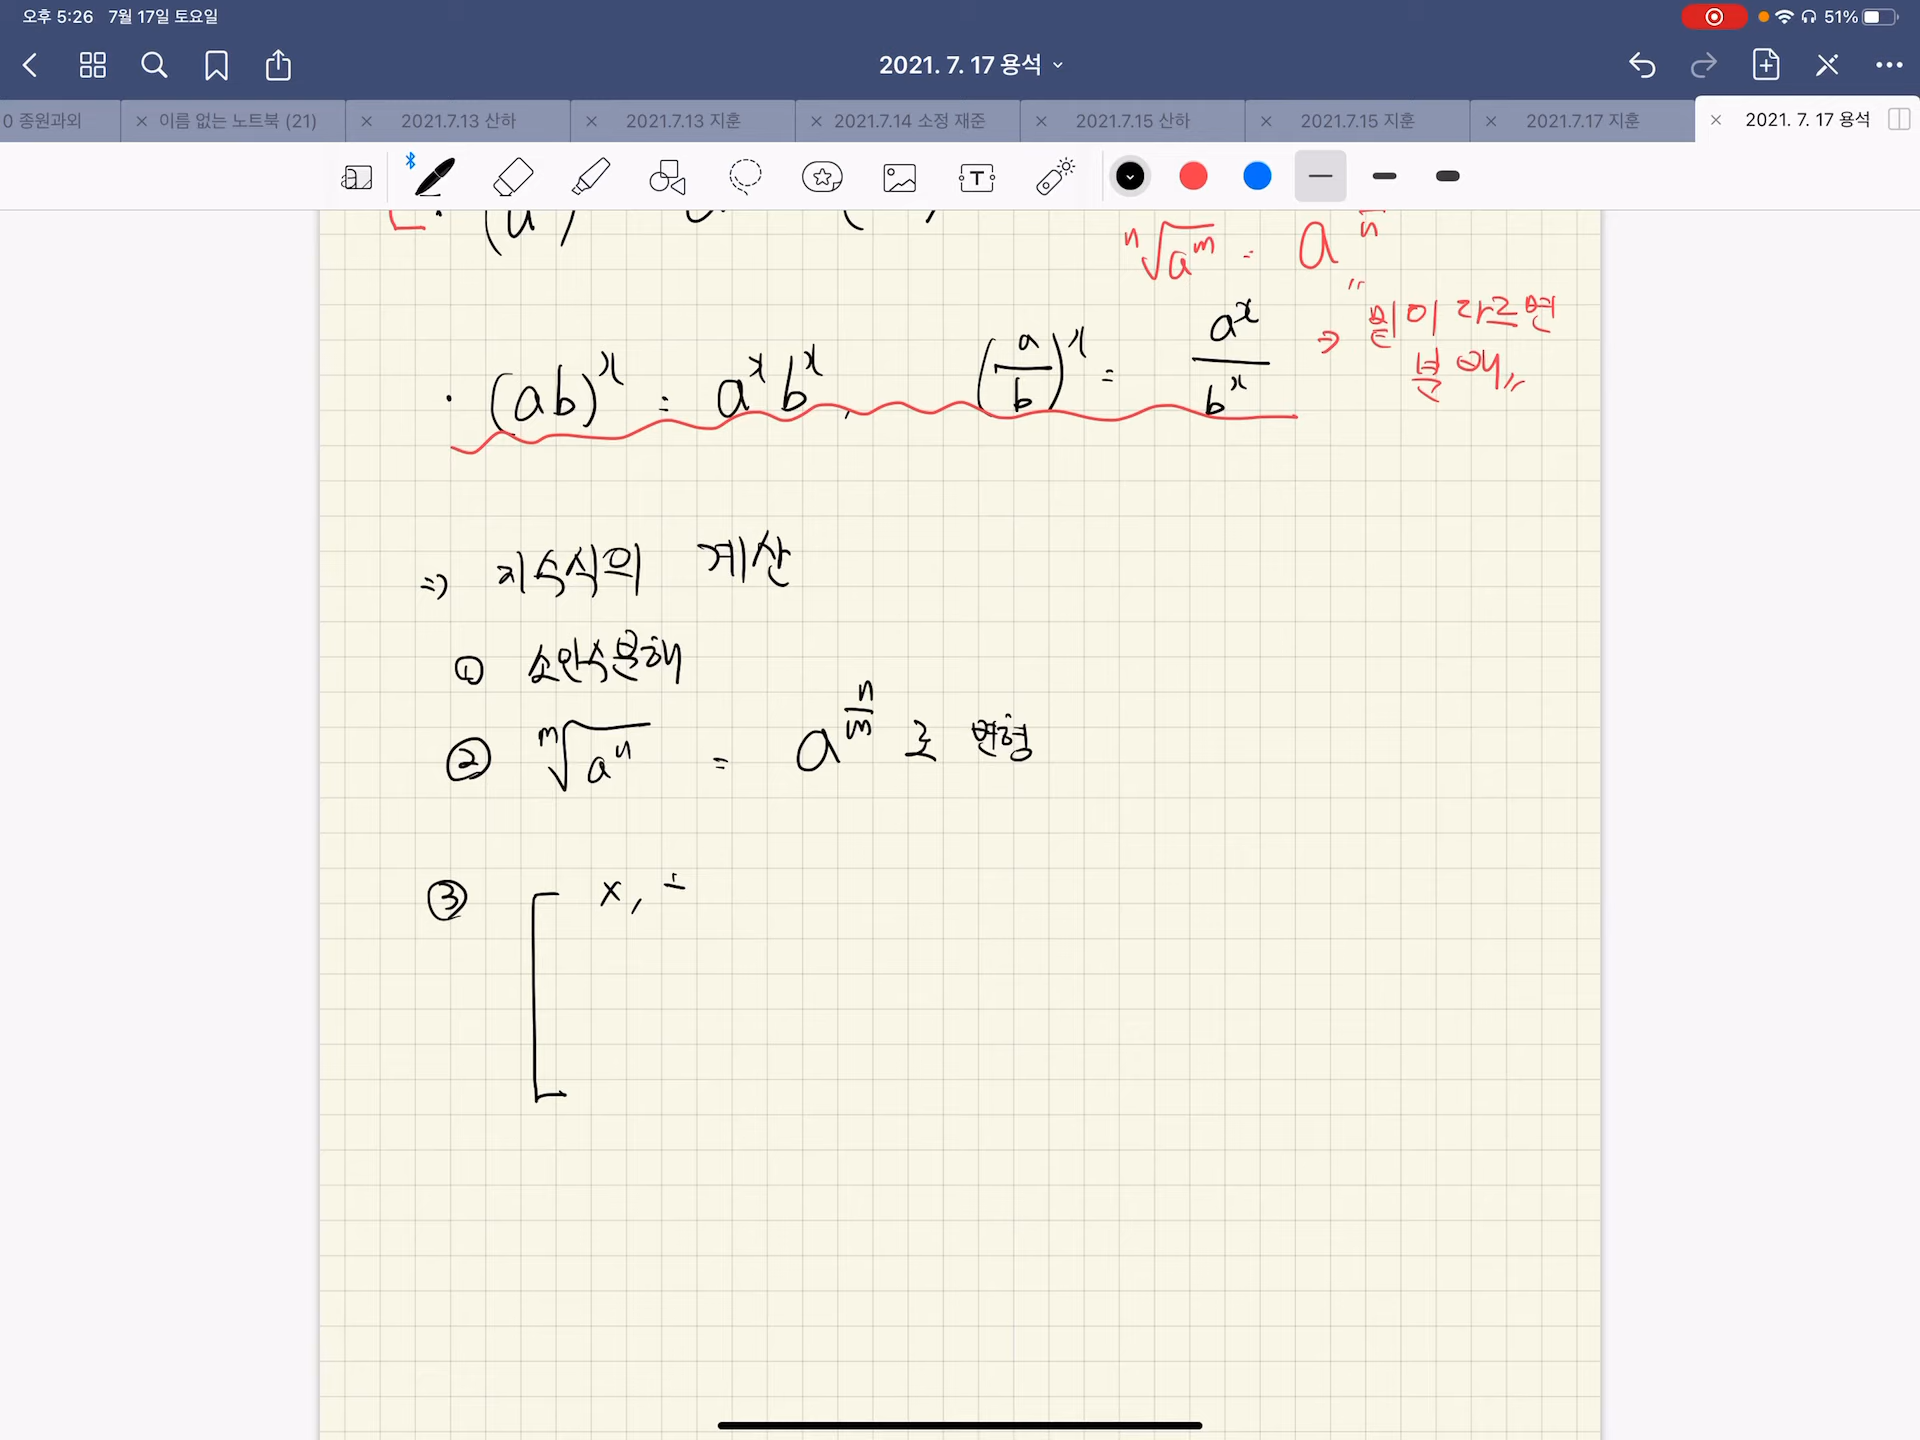 오후 5:26 7월 17일 토요일
51%
2021. 7. 17 용석
0 종원과외
이름 없는 노트북 (21)
2021.7.13 산하
2021.7.13 지훈
2021.7.14 소정 재준
2021.7.15 산하
2021.7.15 지훈
2021.7.17 지훈
2021. 7. 17 용석
ⁿ√aᵐ = a n
· (ab)ˣ = aˣbˣ, (a/b)ˣ = aˣ/bˣ
⇒ "밑이 다르면
분배"
⇒ 지수식의 계산
① 소인수분해
② ᵐ√aⁿ = a^(n/m) 로 변형
③ ×, ÷